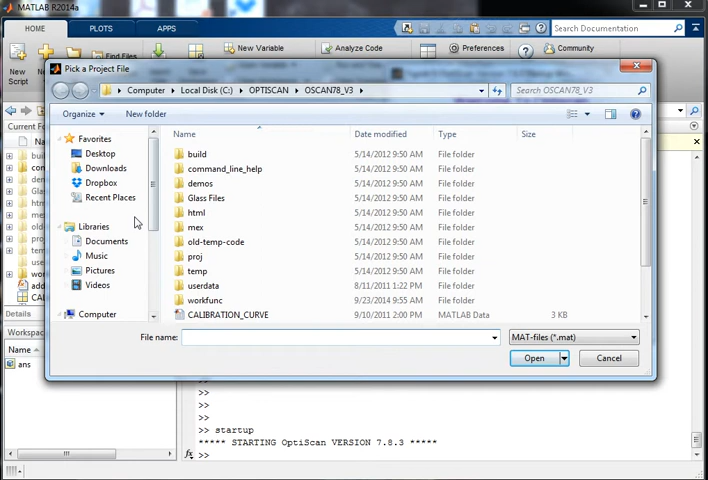 MATLAB R2014a
HOME PLOTS APPS
Search Documentation
New Script
New
Find Files
New Variable
Analyze Code
Preferences
Community
Pick a Project File
Computer Local Disk (C:) OPTISCAN OSCAN78_V3
Search OSCAN78_V3
Organize New folder
Current Fo
Name Date modified Type Size
Favorites
Desktop
Downloads
Dropbox
Recent Places
Libraries
Documents
Music
Pictures
Videos
Computer
build 5/14/2012 9:50 AM File folder
command_line_help 5/14/2012 9:50 AM File folder
demos 5/14/2012 9:50 AM File folder
Glass Files 5/14/2012 9:50 AM File folder
html 5/14/2012 9:50 AM File folder
mex 5/14/2012 9:50 AM File folder
old-temp-code 5/14/2012 9:50 AM File folder
proj 5/14/2012 9:50 AM File folder
temp 5/14/2012 9:50 AM File folder
userdata 8/11/2011 1:22 PM File folder
workfunc 9/23/2014 9:55 AM File folder
CALIBRATION_CURVE 9/10/2011 2:00 PM MATLAB Data 3 KB
File name: MAT-files (*.mat)
Open Cancel
Details
Workspac
Name
ans
>>
>>
>>
>>
>> startup
***** STARTING OptiScan VERSION 7.8.3 *****
fx >>